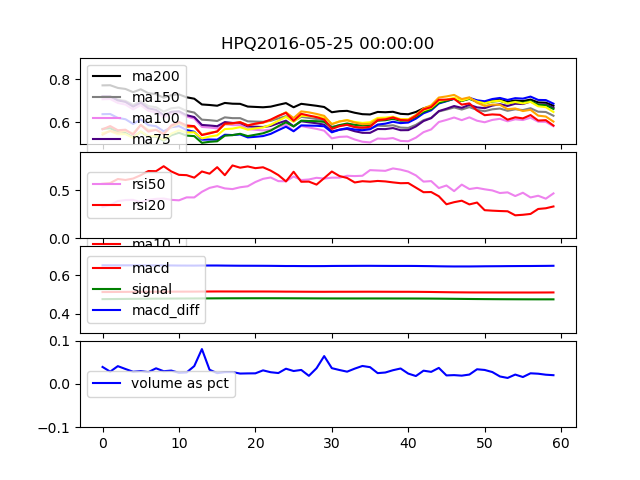 HPQ2016-05-25 00:00:00
0.8
0.6
ma200
ma150
ma100
ma75
0.5
0.0
rsi50
rsi20
ma10
0.6
0.4
macd
signal
macd_diff
0.1
0.0
−0.1
volume as pct
0 10 20 30 40 50 60